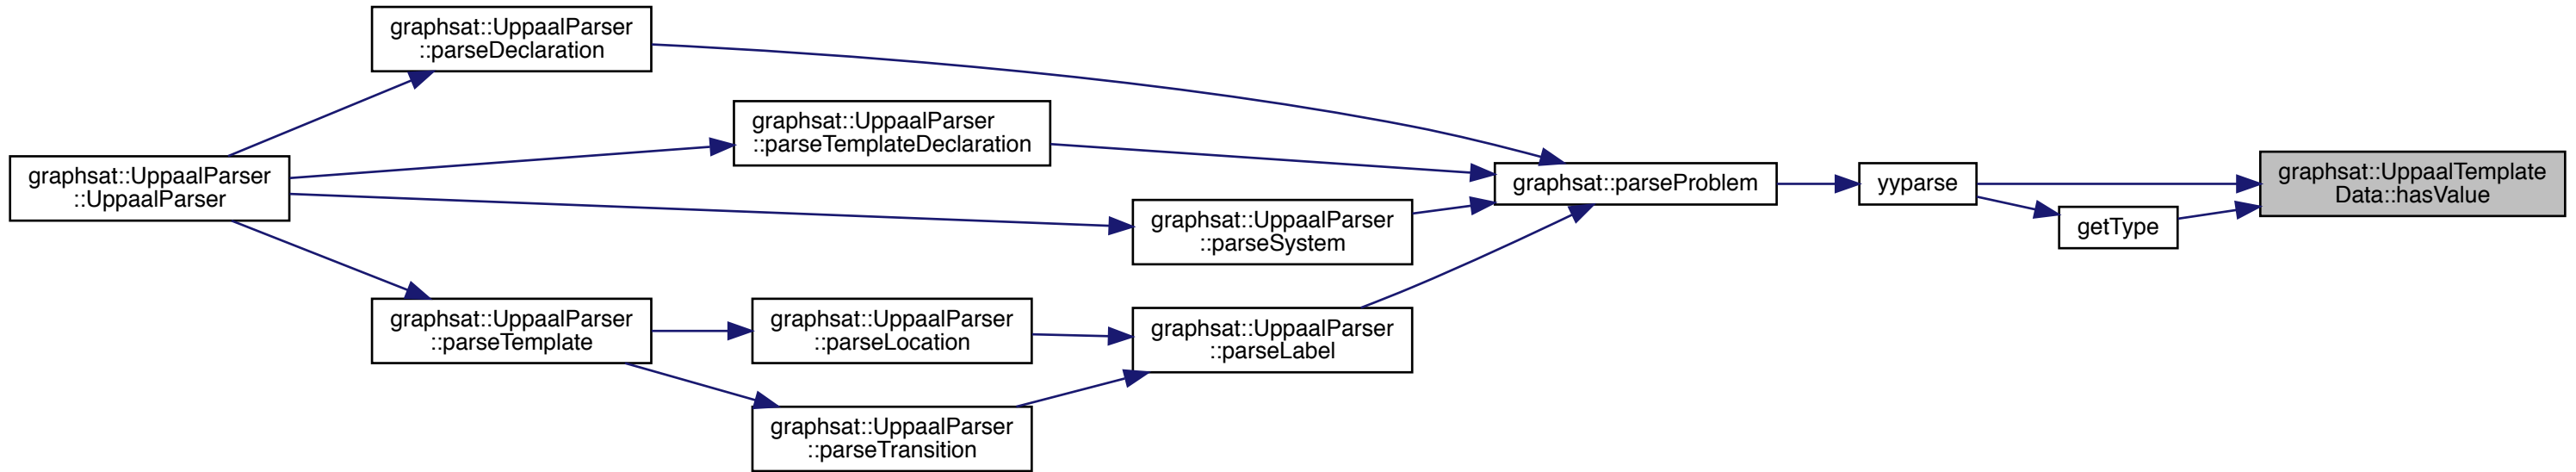 graphsat::UppaalParser
::parseDeclaration
graphsat::UppaalParser
::parseTemplateDeclaration
graphsat::UppaalParser
::UppaalParser
graphsat::parseProblem
yyparse
graphsat::UppaalTemplate
Data::hasValue
graphsat::UppaalParser
::parseSystem
getType
graphsat::UppaalParser
::parseTemplate
graphsat::UppaalParser
::parseLocation
graphsat::UppaalParser
::parseLabel
graphsat::UppaalParser
::parseTransition